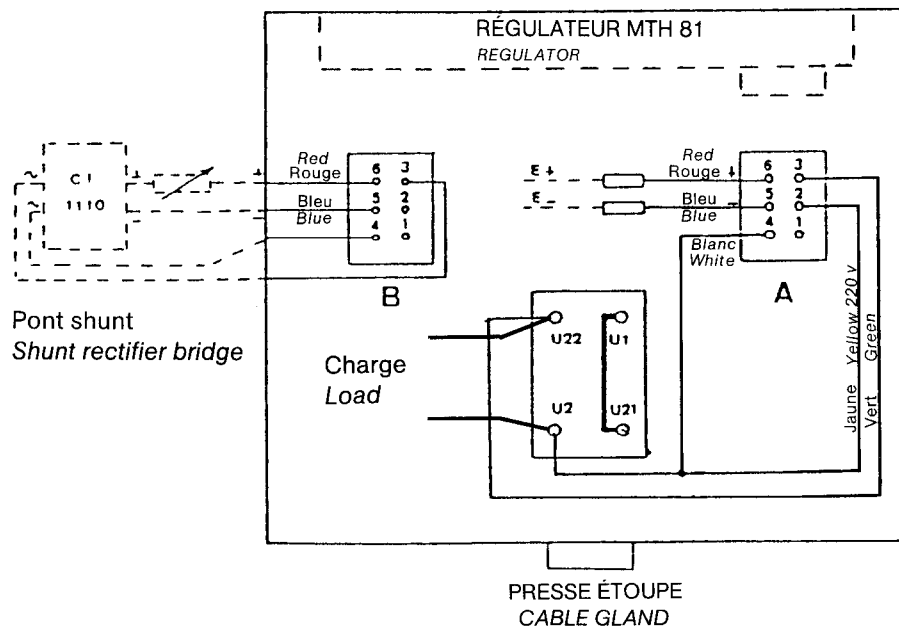 RÉGULATEUR MTH 81
REGULATOR
Red
Rouge
+
6 3
5 2
4 1
Bleu
Blue
-
B
~
~
C I
1110
+
-
Pont shunt
Shunt rectifier bridge
E +
E -
Red
Rouge
+
Bleu
Blue
-
Blanc
White
6 3
5 2
4 1
A
Jaune Yellow 220 v
Vert Green
Charge
Load
U22 U1
U2 U21
PRESSE ÉTOUPE
CABLE GLAND